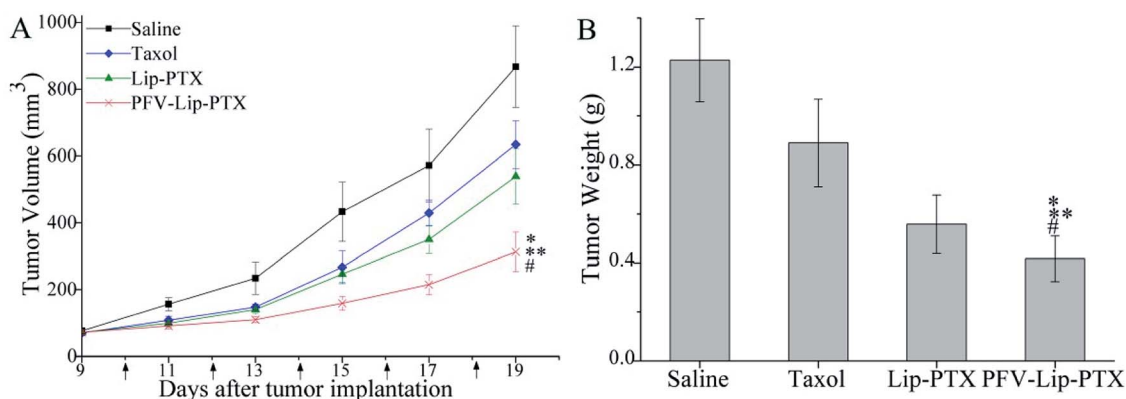 A
1000
800
600
400
200
0
Tumor Volume (mm³)
Saline
Taxol
Lip-PTX
PFV-Lip-PTX
*
**
#
9 11 13 15 17 19
Days after tumor implantation
B
1.2
0.8
0.4
0.0
Tumor Weight (g)
*
**
#
Saline Taxol Lip-PTX PFV-Lip-PTX